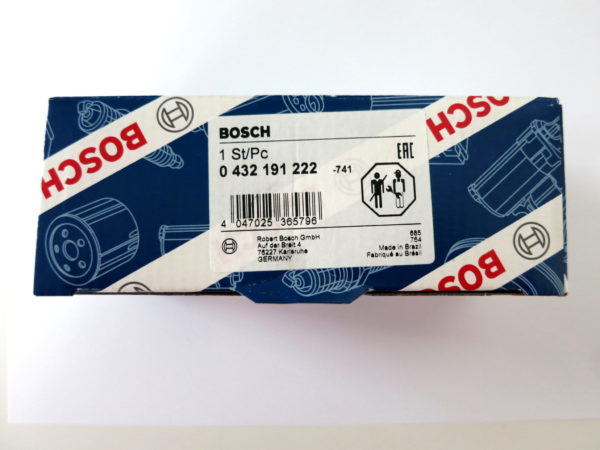 BOSCH
BOSCH
BOSCH
BOSCH
1 St/Pc
0 432 191 222 -741
EAC
4 047025 365796
Robert Bosch GmbH
Auf der Breit 4
76227 Karlsruhe
GERMANY
685
754
Made in Brazil
Fabriqué au Brésil